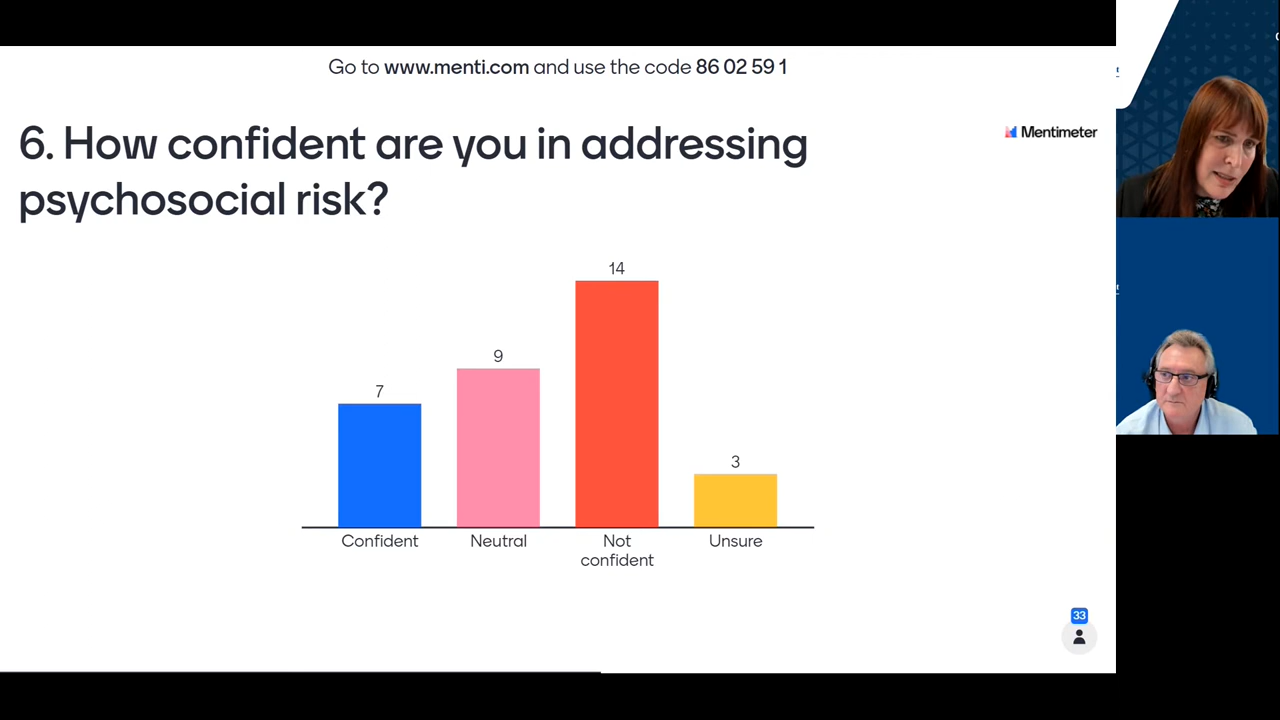 Go to www.menti.com and use the code 86 02 59 1
6. How confident are you in addressing
psychosocial risk?
Mentimeter
14
9
7
3
Confident
Neutral
Not
confident
Unsure
33